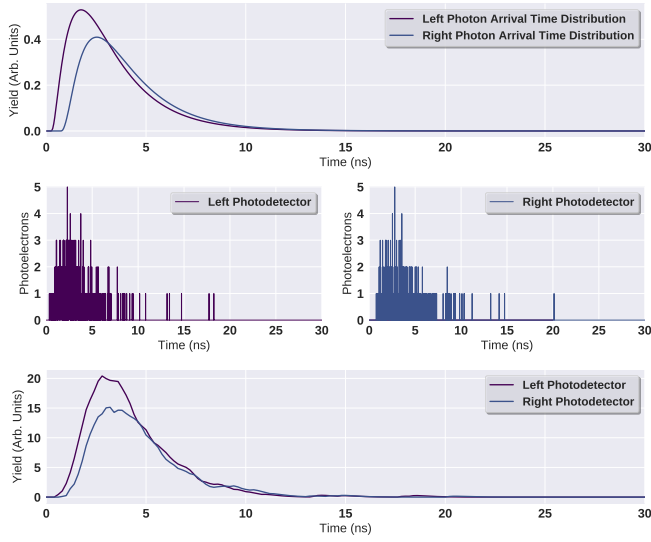 Yield (Arb. Units)
0.4
0.2
0.0
Left Photon Arrival Time Distribution
Right Photon Arrival Time Distribution
0 5 10 15 20 25 30
Time (ns)
Photoelectrons
5
4
3
2
1
0
Left Photodetector
0 5 10 15 20 25 30
Time (ns)
Photoelectrons
5
4
3
2
1
0
Right Photodetector
0 5 10 15 20 25 30
Time (ns)
Yield (Arb. Units)
20
15
10
5
0
Left Photodetector
Right Photodetector
0 5 10 15 20 25 30
Time (ns)